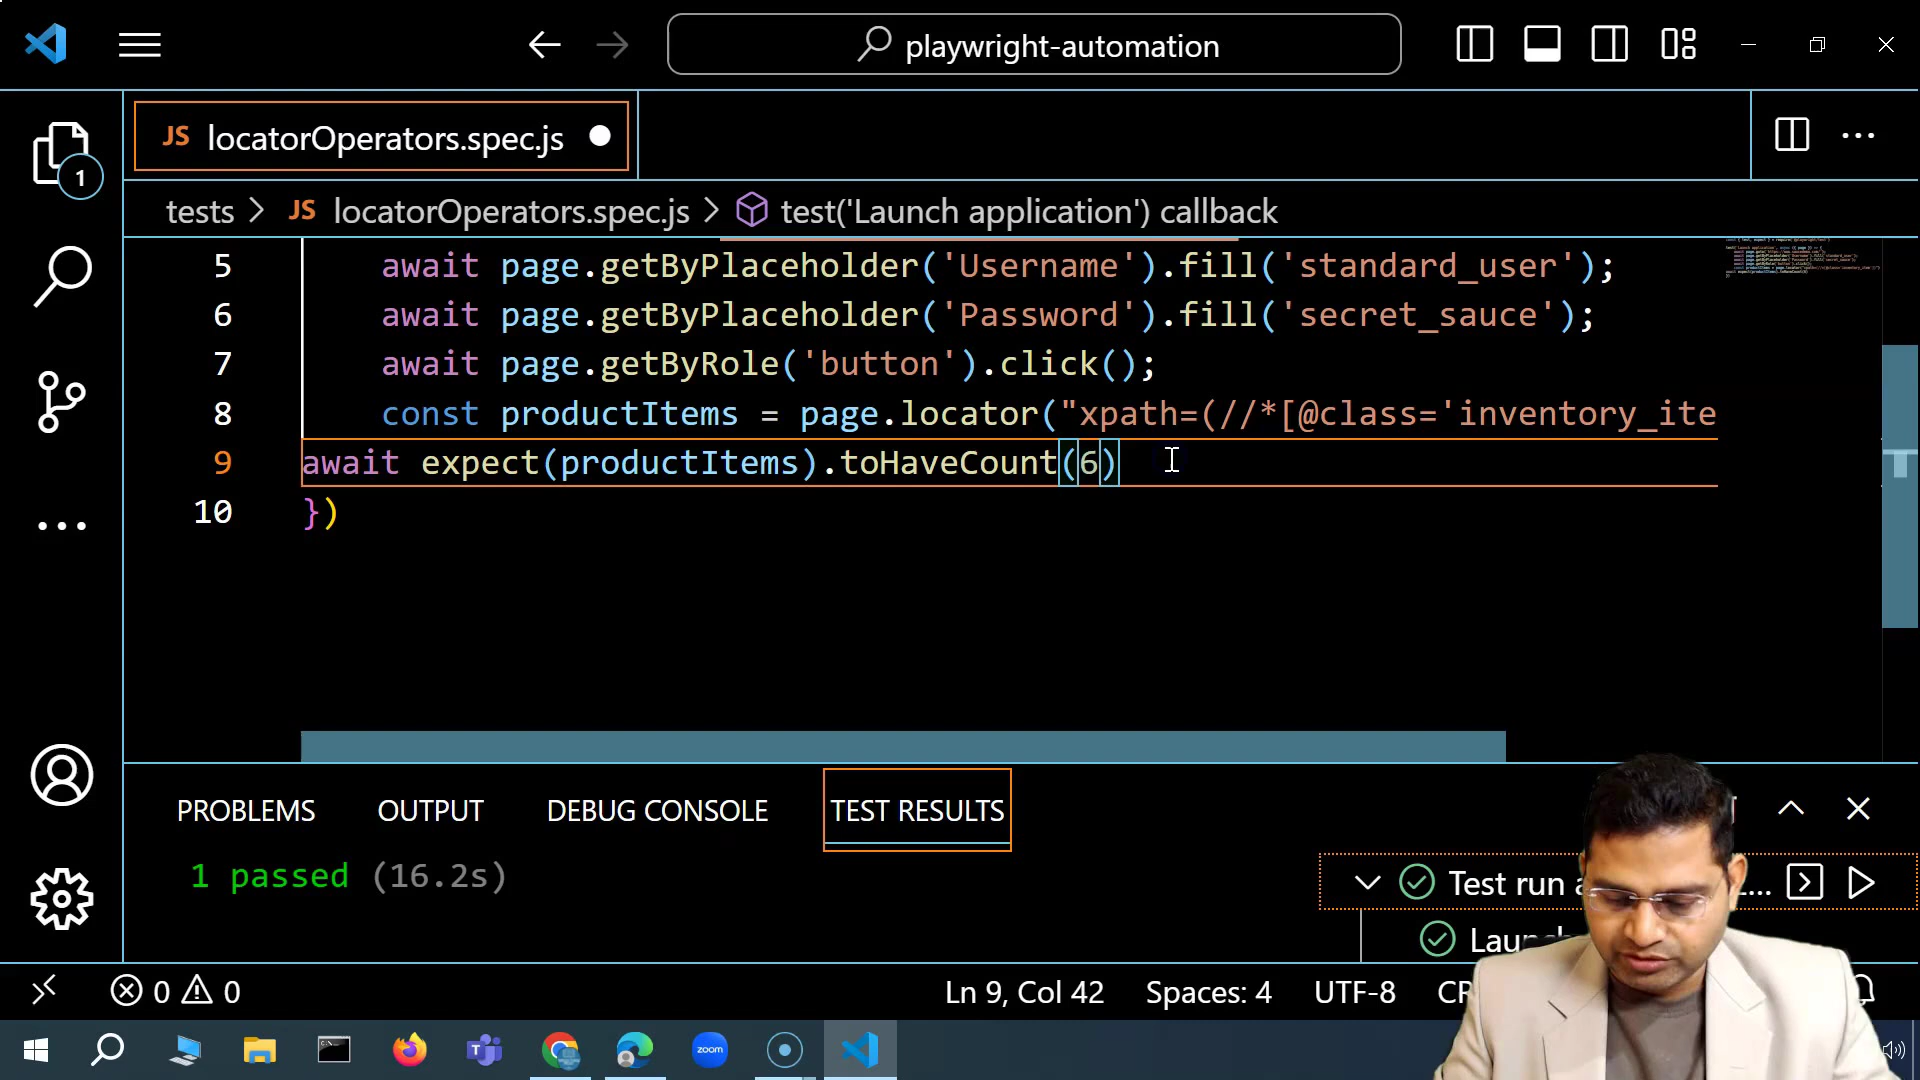 playwright-automation
JS locatorOperators.spec.js
1
tests > JS locatorOperators.spec.js > test('Launch application') callback
5 await page.getByPlaceholder('Username').fill('standard_user');
6 await page.getByPlaceholder('Password').fill('secret_sauce');
7 await page.getByRole('button').click();
8 const productItems = page.locator("xpath=(//*[@class='inventory_ite
9 await expect(productItems).toHaveCount(6)
10 })
PROBLEMS OUTPUT DEBUG CONSOLE TEST RESULTS
1 passed (16.2s)
Test run
0 0 Ln 9, Col 42 Spaces: 4 UTF-8
zoom